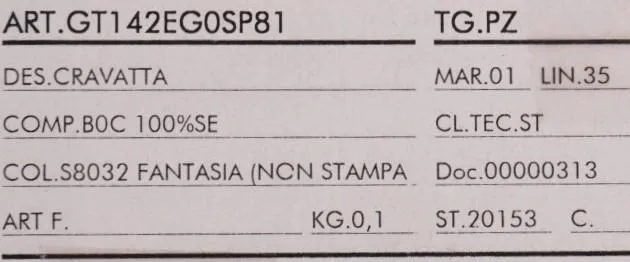 ART.GT142EG0SP81 TG.PZ
DES.CRAVATTA MAR.01 LIN.35
COMP.B0C 100%SE CL.TEC.ST
COL.S8032 FANTASIA (NON STAMPA Doc.00000313
ART F. KG.0,1 ST.20153 C.